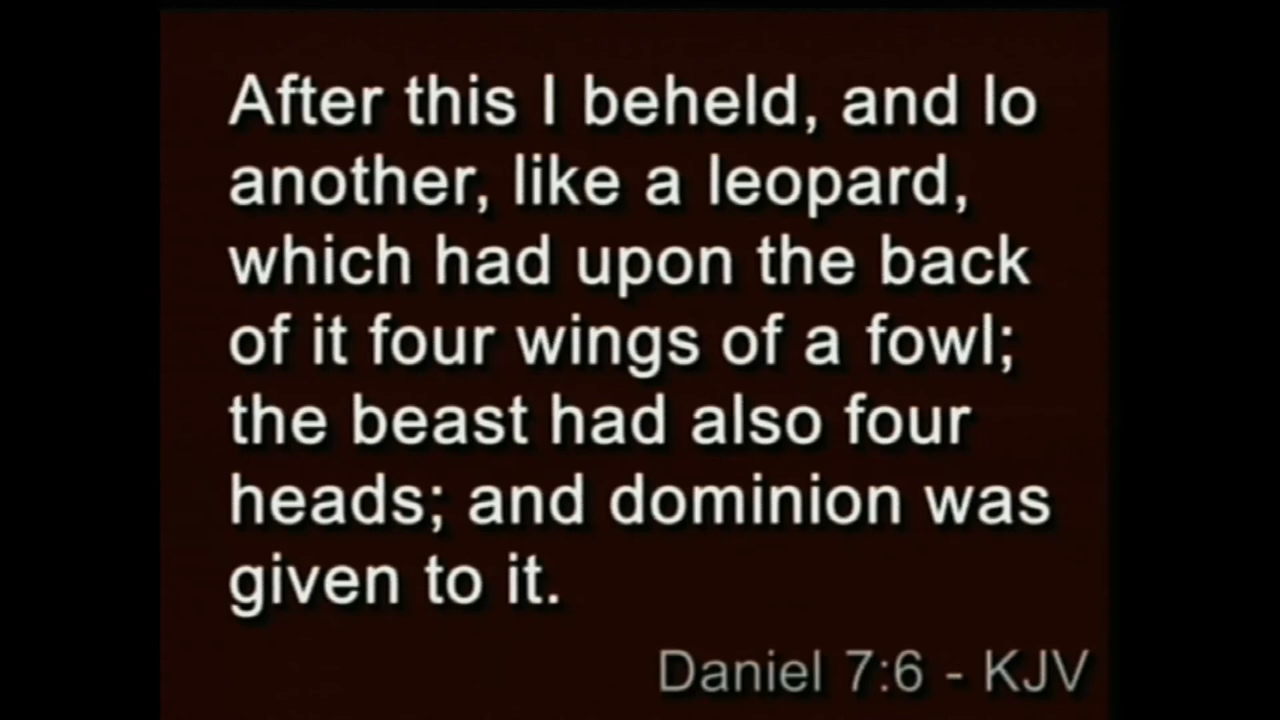 After this I beheld, and lo
another, like a leopard,
which had upon the back
of it four wings of a fowl;
the beast had also four
heads; and dominion was
given to it.
Daniel 7:6 - KJV